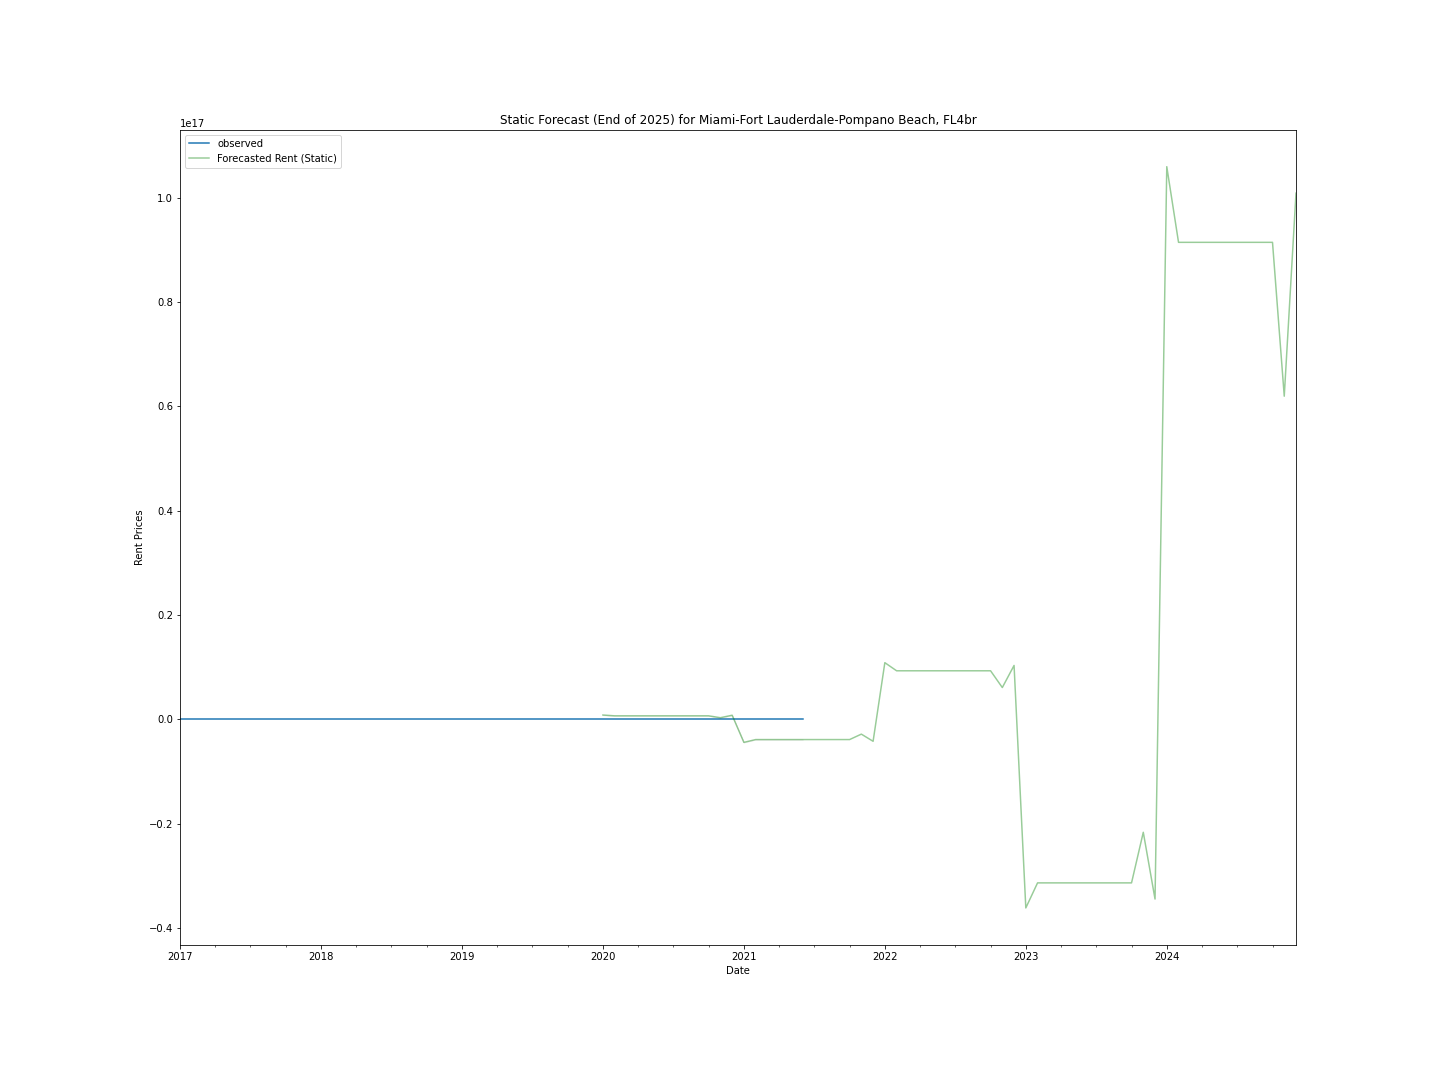 Static Forecast (End of 2025) for Miami-Fort Lauderdale-Pompano Beach, FL4br
1e17
observed
Forecasted Rent (Static)
1.0
0.8
0.6
0.4
0.2
0.0
−0.2
−0.4
Rent Prices
2017 2018 2019 2020 2021 2022 2023 2024
Date